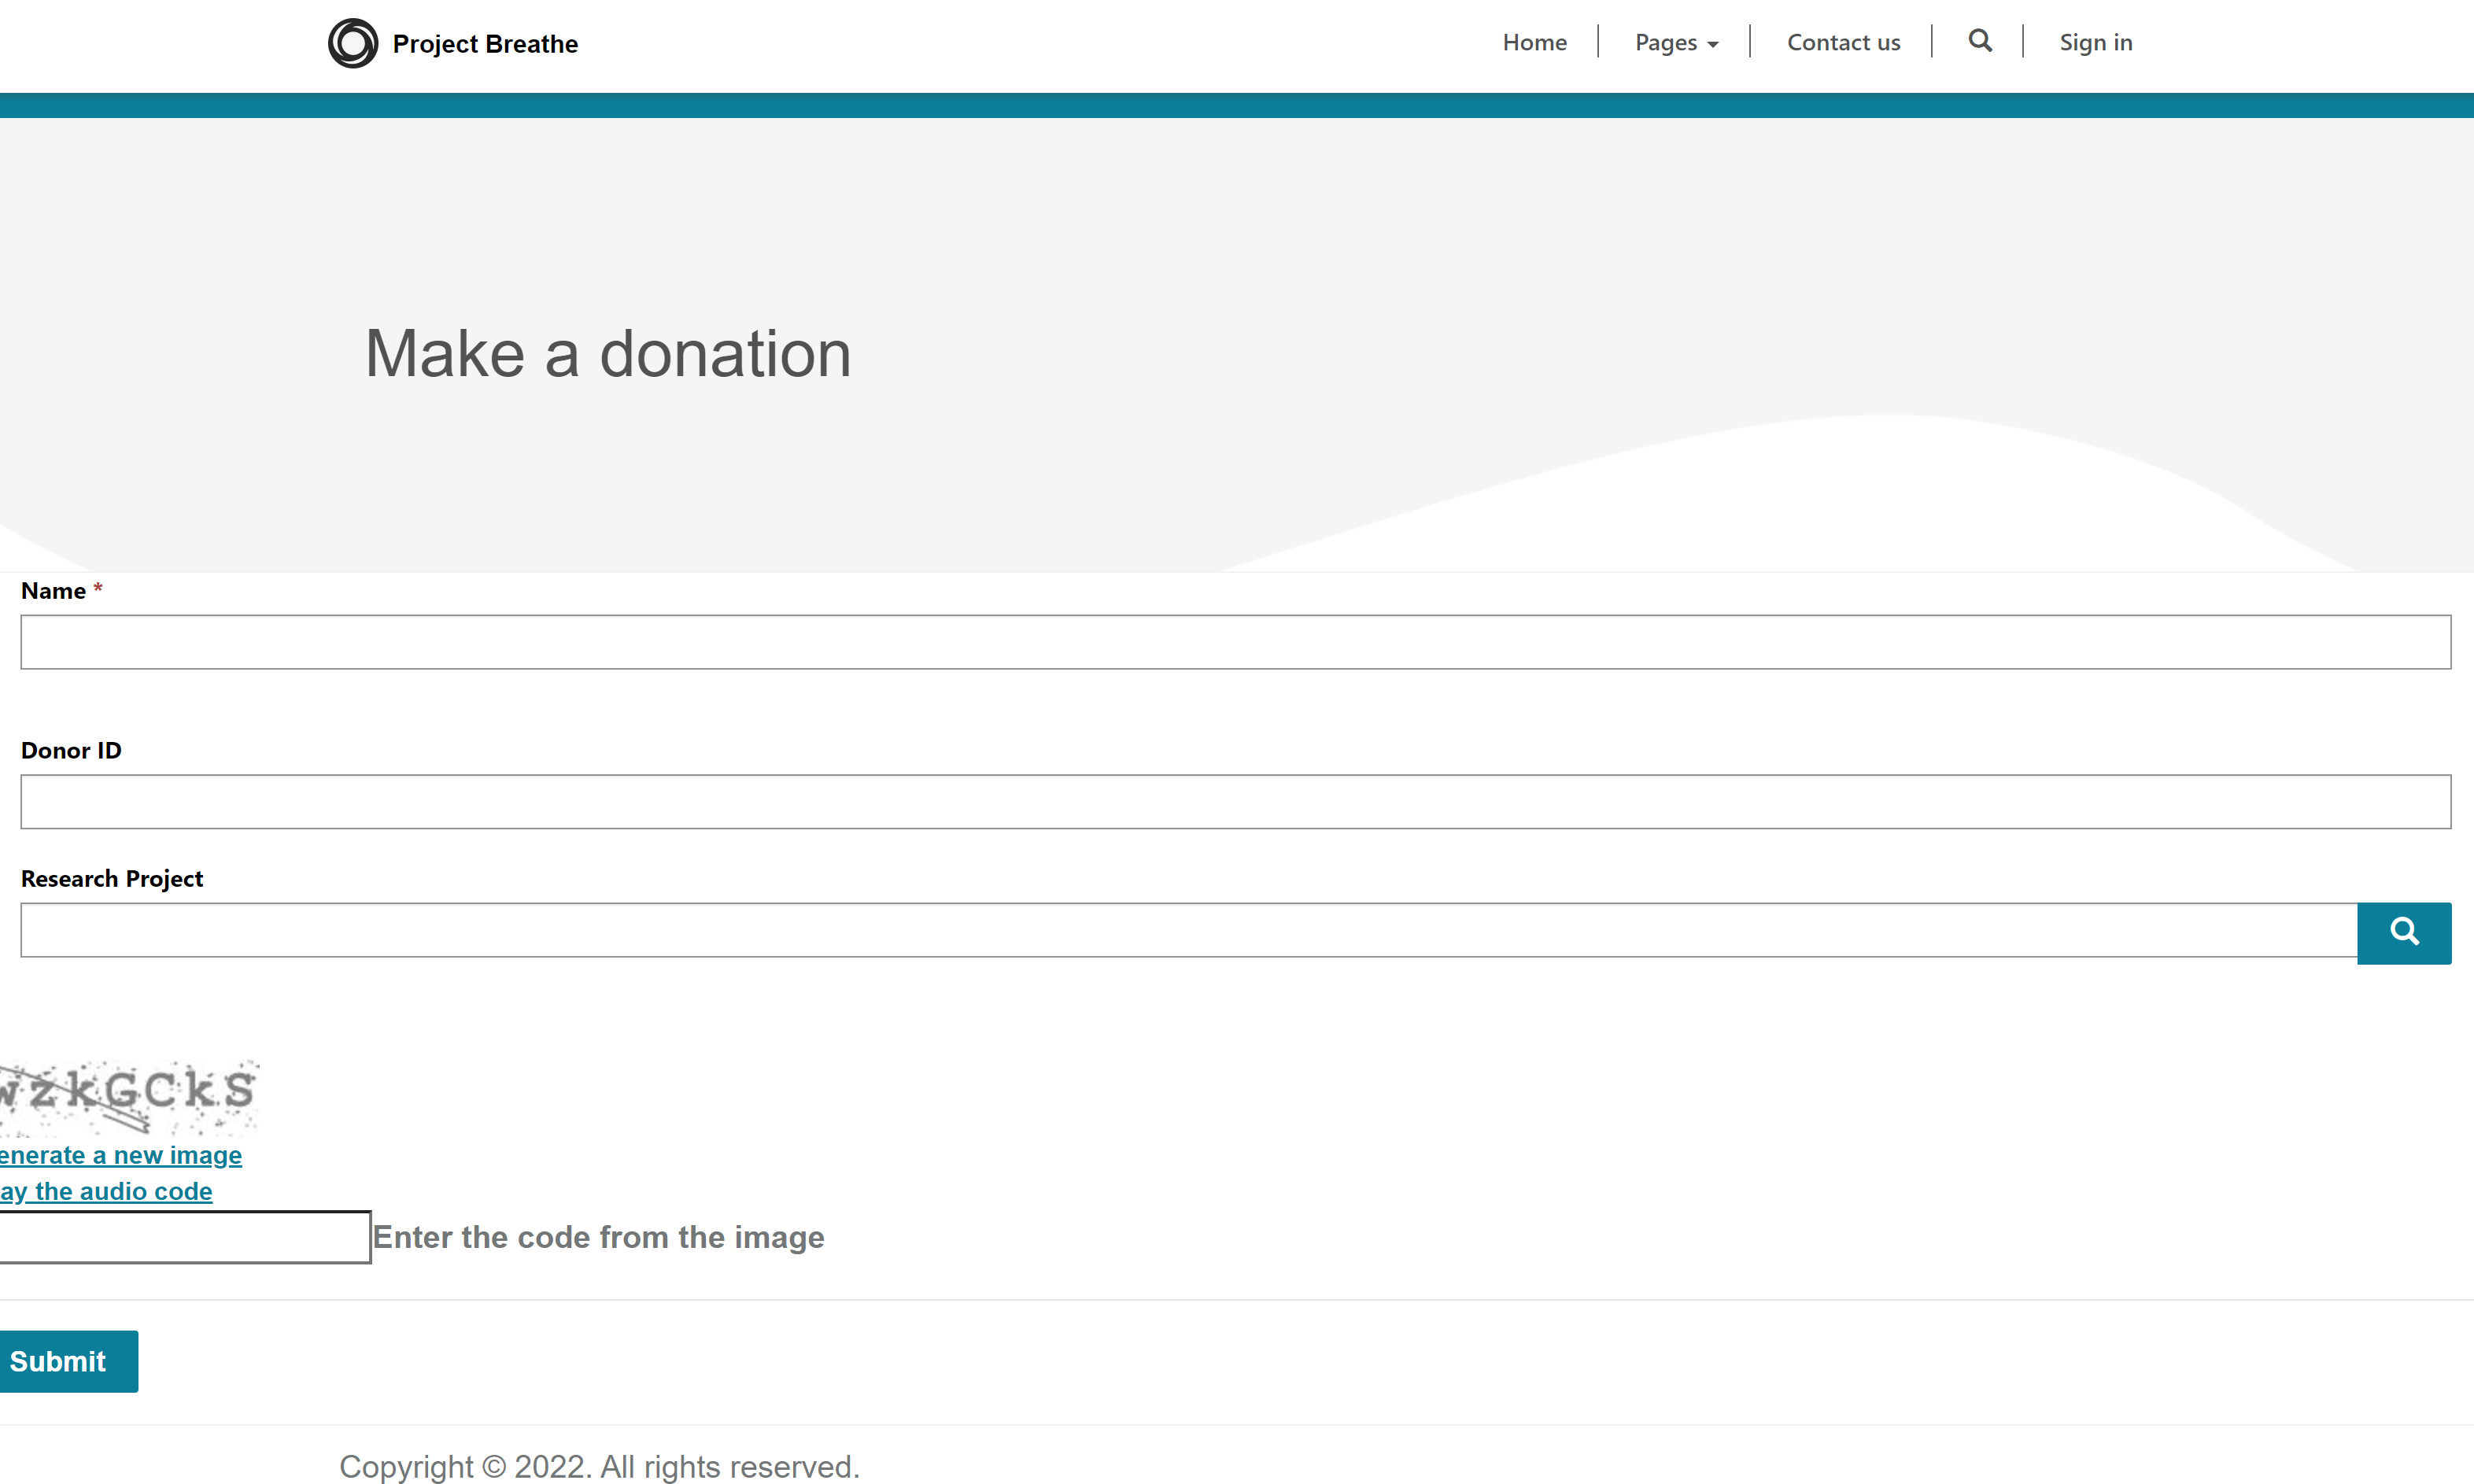 Project Breathe
Home Pages Contact us Sign in
Make a donation
Name *
Donor ID
Research Project
wzkGCkS
enerate a new image
ay the audio code
Enter the code from the image
Submit
Copyright © 2022. All rights reserved.